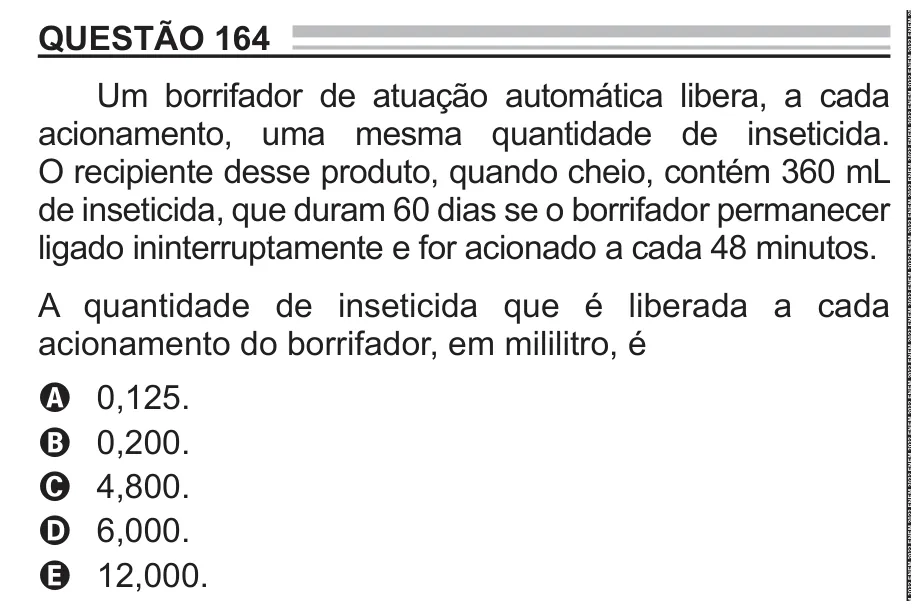 QUESTÃO 164
Um borrifador de atuação automática libera, a cada
acionamento, uma mesma quantidade de inseticida.
O recipiente desse produto, quando cheio, contém 360 mL
de inseticida, que duram 60 dias se o borrifador permanecer
ligado ininterruptamente e for acionado a cada 48 minutos.
A quantidade de inseticida que é liberada a cada
acionamento do borrifador, em mililitro, é
A 0,125.
B 0,200.
C 4,800.
D 6,000.
E 12,000.